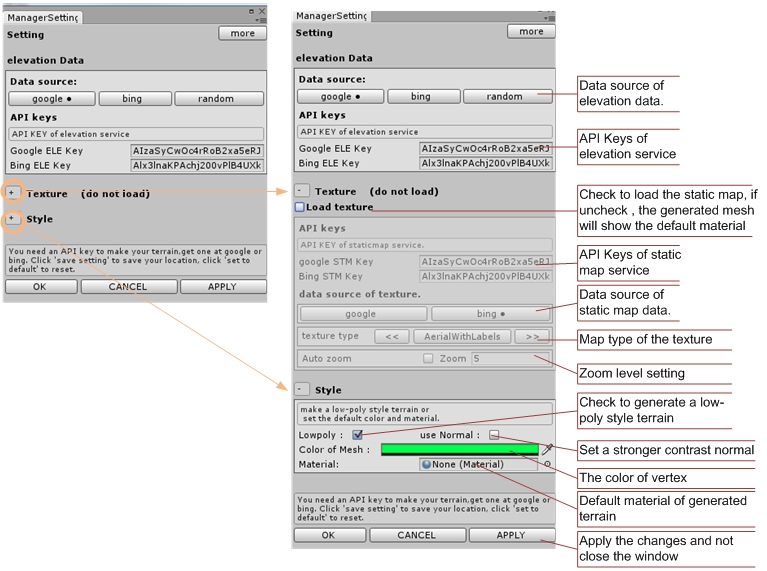 ManagerSetting
Setting
more
elevation Data
Data source:
google ●
bing
random
API keys
API KEY of elevation service
Google ELE Key
AIzaSyCwOc4rRoB2xa5eRJ
Bing ELE Key
Alx3lnaKPAchj200vPlB4UXk
+
Texture (do not load)
+
Style
You need an API key to make your terrain,get one at google or
bing. Click 'save setting' to save your location, click 'set to
default' to reset.
OK
CANCEL
APPLY
ManagerSetting
Setting
more
elevation Data
Data source:
google ●
bing
random
API keys
API KEY of elevation service
Google ELE Key
AIzaSyCwOc4rRoB2xa5eRJ
Bing ELE Key
Alx3lnaKPAchj200vPlB4UXk
-
Texture (do not load)
Load texture
API keys
API KEY of staticmap service.
google STM Key
AIzaSyCwOc4rRoB2xa5eRJ
Bing STM Key
Alx3lnaKPAchj200vPlB4UXk
data source of texture.
google
bing ●
texture type
<<
AerialWithLabels
>>
Auto zoom
Zoom
5
-
Style
make a low-poly style terrain or
set the default color and material.
Lowpoly :
use Normal :
Color of Mesh :
Material:
None (Material)
You need an API key to make your terrain,get one at google or
bing. Click 'save setting' to save your location, click 'set to
default' to reset.
OK
CANCEL
APPLY
Data source of
elevation data.
API Keys of
elevation service
Check to load the static map, if
uncheck , the generated mesh
will show the default material
API Keys of static
map service
Data source of
static map data.
Map type of the texture
Zoom level setting
Check to generate a low-
poly style terrain
Set a stronger contrast normal
The color of vertex
Default material of generated
terrain
Apply the changes and not
close the window